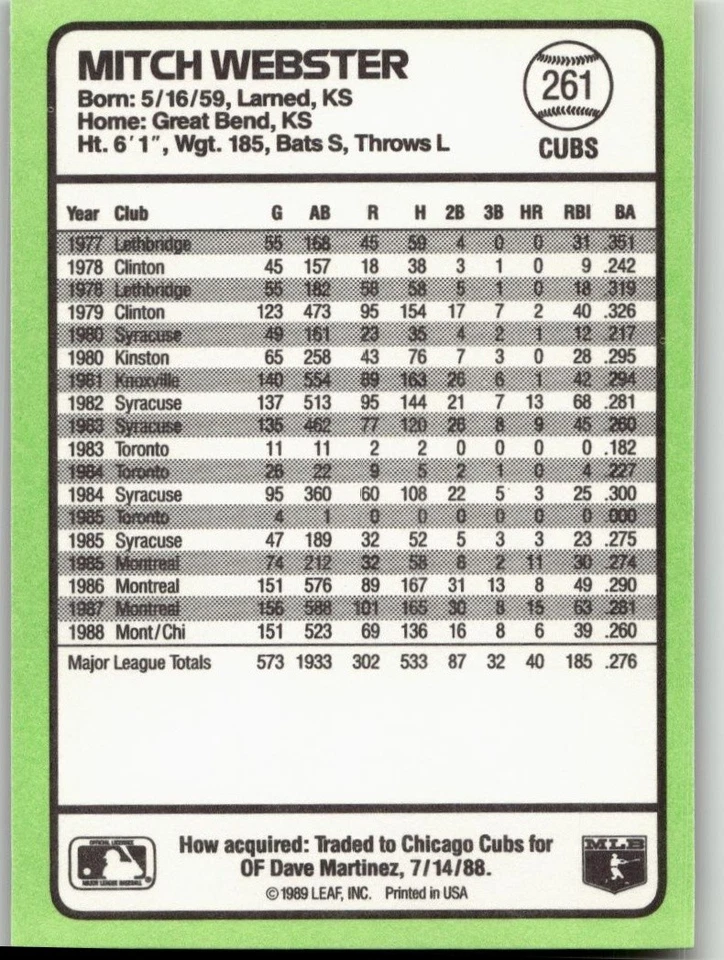 MITCH WEBSTER
Born: 5/16/59, Larned, KS
Home: Great Bend, KS
Ht. 6'1", Wgt. 185, Bats S, Throws L
261
CUBS
Year Club G AB R H 2B 3B HR RBI BA
1977 Lethbridge 55 168 45 59 4 0 0 31 .351
1978 Clinton 45 157 18 38 3 1 0 9 .242
1978 Lethbridge 55 182 58 58 5 1 0 18 .319
1979 Clinton 123 473 95 154 17 7 2 40 .326
1980 Syracuse 49 161 23 35 4 2 1 12 .217
1980 Kinston 65 258 43 76 7 3 0 28 .295
1981 Knoxville 140 554 89 163 26 6 1 42 .294
1982 Syracuse 137 513 95 144 21 7 13 68 .281
1983 Syracuse 135 462 77 120 26 8 9 45 .260
1983 Toronto 11 11 2 2 0 0 0 0 .182
1984 Toronto 26 22 9 5 2 1 0 4 .227
1984 Syracuse 95 360 60 108 22 5 3 25 .300
1985 Toronto 4 1 0 0 0 0 0 0 .000
1985 Syracuse 47 189 32 52 5 3 3 23 .275
1985 Montreal 74 212 32 58 8 2 11 30 .274
1986 Montreal 151 576 89 167 31 13 8 49 .290
1987 Montreal 156 588 101 165 30 8 15 63 .281
1988 Mont/Chi 151 523 69 136 16 8 6 39 .260
Major League Totals 573 1933 302 533 87 32 40 185 .276
OFFICIAL LICENSEE
MAJOR LEAGUE BASEBALL
How acquired: Traded to Chicago Cubs for
OF Dave Martinez, 7/14/88.
© 1989 LEAF, INC. Printed in USA
MLB